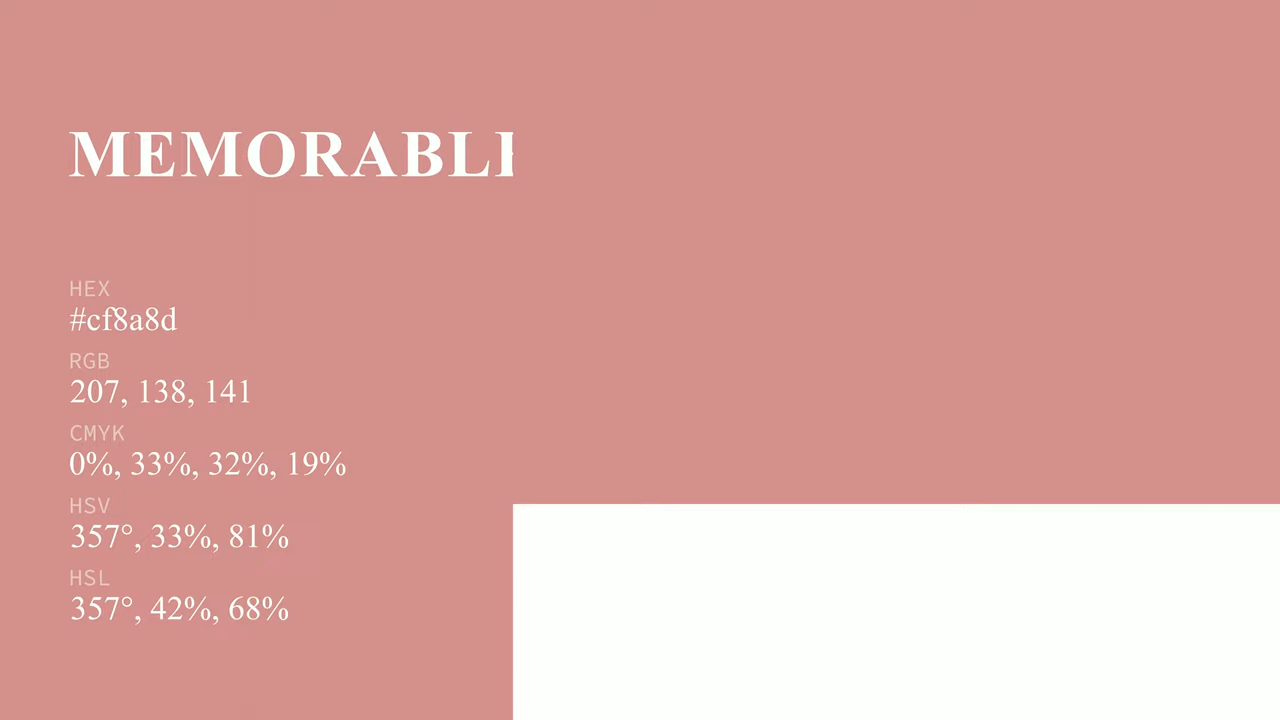 MEMORABL
HEX
#cf8a8d
RGB
207, 138, 141
CMYK
0%, 33%, 32%, 19%
HSV
357°, 33%, 81%
HSL
357°, 42%, 68%